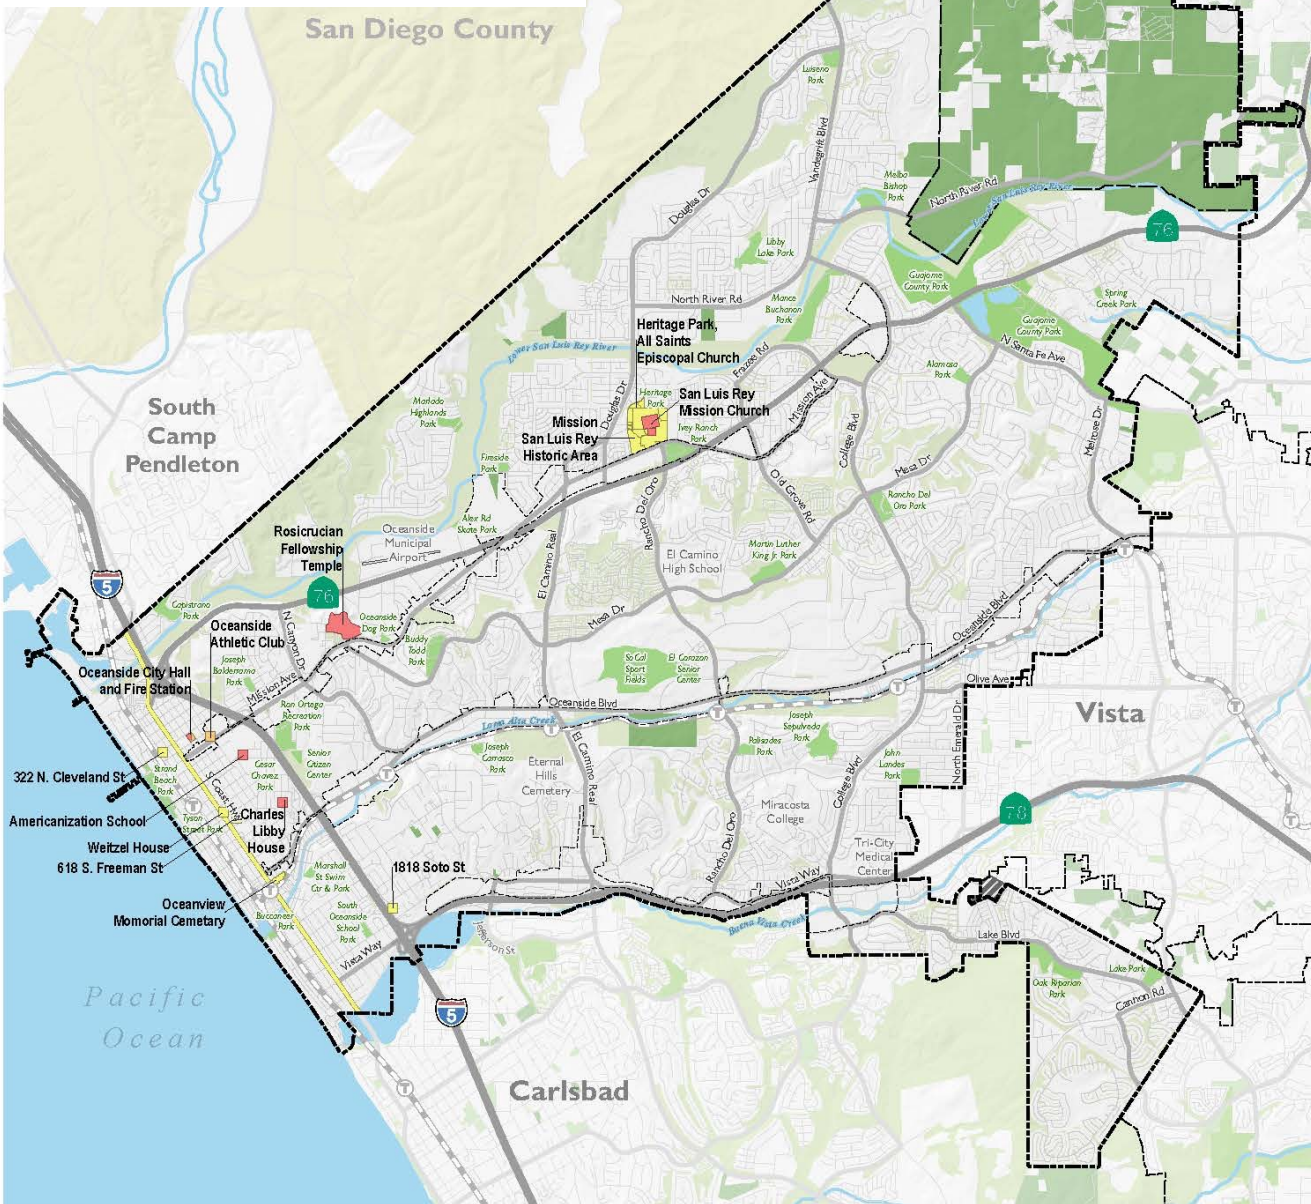 San Diego County
Luiseno
Park
Vandegrift Blvd
Melba
Bishop
Park
North River Rd
Lower San Luis Rey River
76
Douglas Dr
Libby
Lake Park
Guajome
County Park
Spring
Creek Park
North River Rd
Mance
Buchanon
Park
Guajome
County Park
Heritage Park,
All Saints
Episcopal Church
Lower San Luis Rey River
Frazee Rd
N Santa Fe Ave
Alamosa
Park
South
Camp
Pendleton
Marlado
Highlands
Park
Douglas Dr
Heritage
Park
San Luis Rey
Mission Church
Mission Ave
Mission
San Luis Rey
Historic Area
Ivey Ranch
Park
College Blvd
Melrose Dr
Fireside
Park
Mesa Dr
Old Grove Rd
Rancho Del
Oro Park
Rancho Del Oro
Alex Rd
Skate Park
Oceanside
Municipal
Airport
Rosicrucian
Fellowship
Temple
El Camino Real
El Camino
High School
Martin Luther
King Jr. Park
T
5
76
Capistrano
Park
N Canyon Dr
Oceanside
Dog Park
Mesa Dr
Oceanside Blvd
Oceanside
Athletic Club
Buddy
Todd
Park
Joseph
Balderrama
Park
SoCal
Sport
Fields
El Corazon
Senior
Center
Oceanside City Hall
and Fire Station
Mission Ave
Olive Ave
T
Ron Ortega
Recreation
Park
Oceanside Blvd
Loma Alta Creek
T
T
T
Joseph
Sepulveda
Park
North Emerald Dr
Vista
Palisades
Park
Joseph
Carrasco
Park
El Camino Real
Senior
Citizen
Center
John
Landes
Park
322 N. Cleveland St
Strand
Beach
Park
S Coast Hwy
Cesar
Chavez
Park
T
Eternal
Hills
Cemetery
College Blvd
78
T
Americanization School
T
Tyson
Street Park
Charles
Libby
House
Miracosta
College
Rancho Del Oro
Weitzel House
618 S. Freeman St
Tri-City
Medical
Center
Marshall
St Swim
Ctr & Park
1818 Soto St
Vista Way
T
Oceanview
Memorial Cemetary
Buccaneer
Park
South
Oceanside
School
Park
Buena Vista Creek
Vista Way
Jefferson St
Lake Blvd
Lake Park
Oak Riparian
Park
Cannon Rd
Pacific
Ocean
5
T
Carlsbad